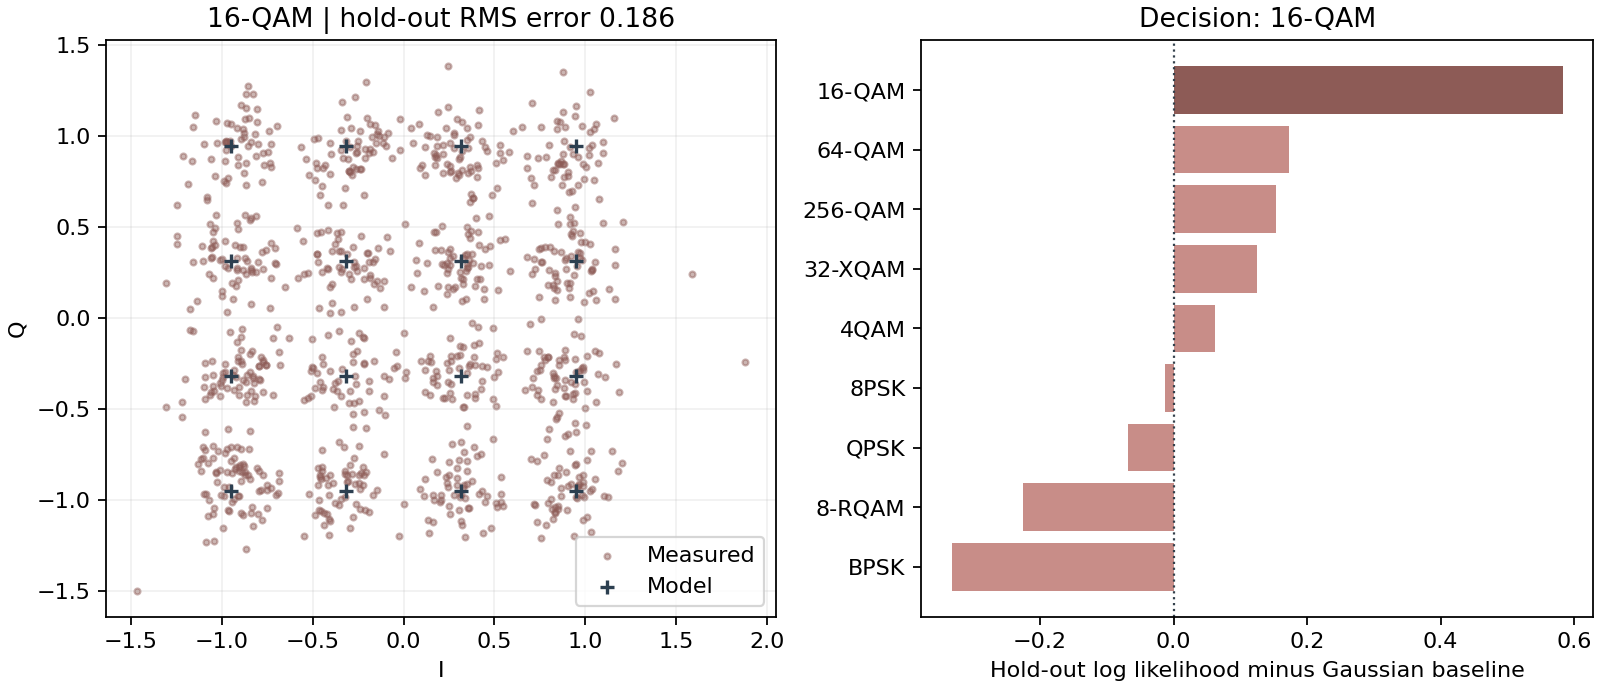 16-QAM | hold-out RMS error 0.186
1.5
1.0
0.5
0.0
−0.5
−1.0
−1.5
Q
−1.5
−1.0
−0.5
0.0
0.5
1.0
1.5
2.0
I
Measured
Model
Decision: 16-QAM
16-QAM
64-QAM
256-QAM
32-XQAM
4QAM
8PSK
QPSK
8-RQAM
BPSK
−0.2
0.0
0.2
0.4
0.6
Hold-out log likelihood minus Gaussian baseline